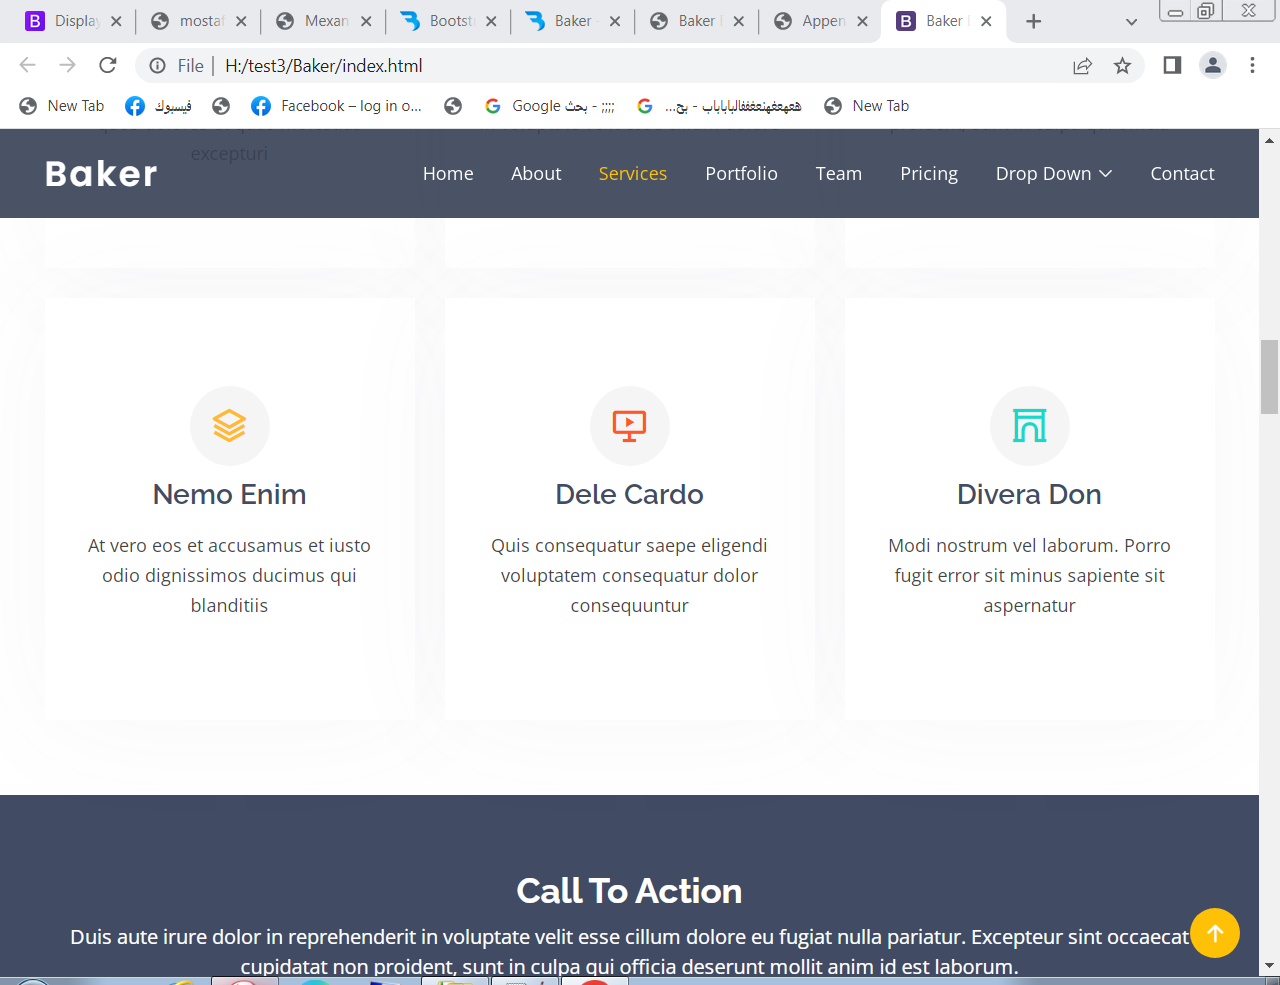 Display
mostaf
Mexan
Bootst
Baker
Baker
Appen
Baker
File | H:/test3/Baker/index.html
New Tab
فيسبوك
Facebook – log in o...
Google بحث - ;;;;
New Tab
excepturi
Baker
Home
About
Services
Portfolio
Team
Pricing
Drop Down
Contact
Nemo Enim
At vero eos et accusamus et iusto
odio dignissimos ducimus qui
blanditiis
Dele Cardo
Quis consequatur saepe eligendi
voluptatem consequatur dolor
consequuntur
Divera Don
Modi nostrum vel laborum. Porro
fugit error sit minus sapiente sit
aspernatur
Call To Action
Duis aute irure dolor in reprehenderit in voluptate velit esse cillum dolore eu fugiat nulla pariatur. Excepteur sint occaecat
cupidatat non proident, sunt in culpa qui officia deserunt mollit anim id est laborum.